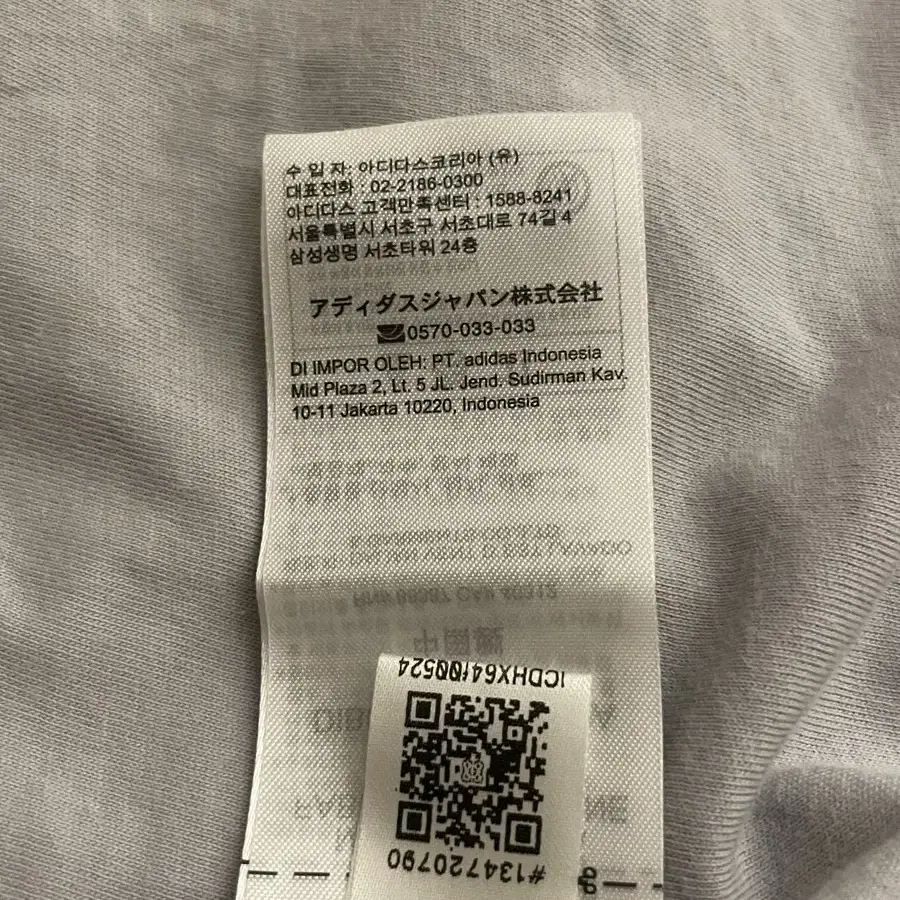 수 입 자: 아디다스코리아 (유)
대표전화 : 02-2186-0300
아디다스 고객만족센터 : 1588-8241
서울특별시 서초구 서초대로 74길 4
삼성생명 서초타워 24층
アディダスジャパン株式会社
0570-033-033
DI IMPOR OLEH: PT. adidas Indonesia
Mid Plaza 2, Lt. 5 JL. Jend. Sudirman Kav.
10-11 Jakarta 10220, Indonesia
#134720790